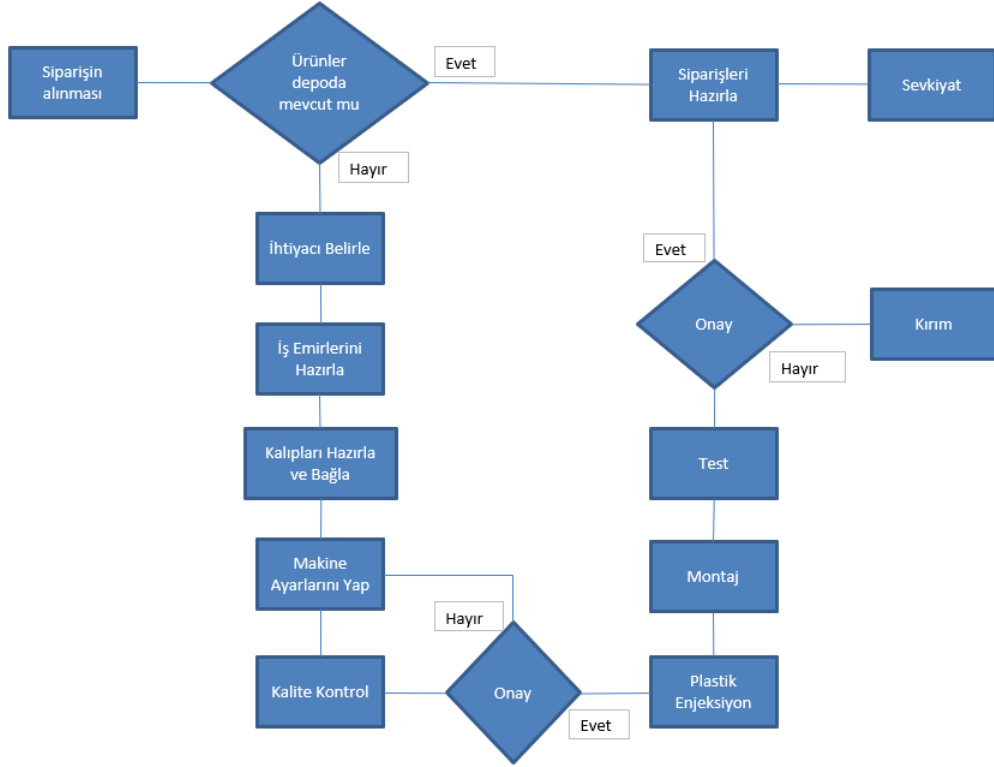 Siparişin
alınması
Ürünler
depoda
mevcut mu
Evet
Siparişleri
Hazırla
Sevkiyat
Hayır
İhtiyacı Belirle
İş Emirlerini
Hazırla
Kalıpları Hazırla
ve Bağla
Makine
Ayarlarını Yap
Kalite Kontrol
Hayır
Onay
Evet
Plastik
Enjeksiyon
Montaj
Test
Onay
Evet
Hayır
Kırım